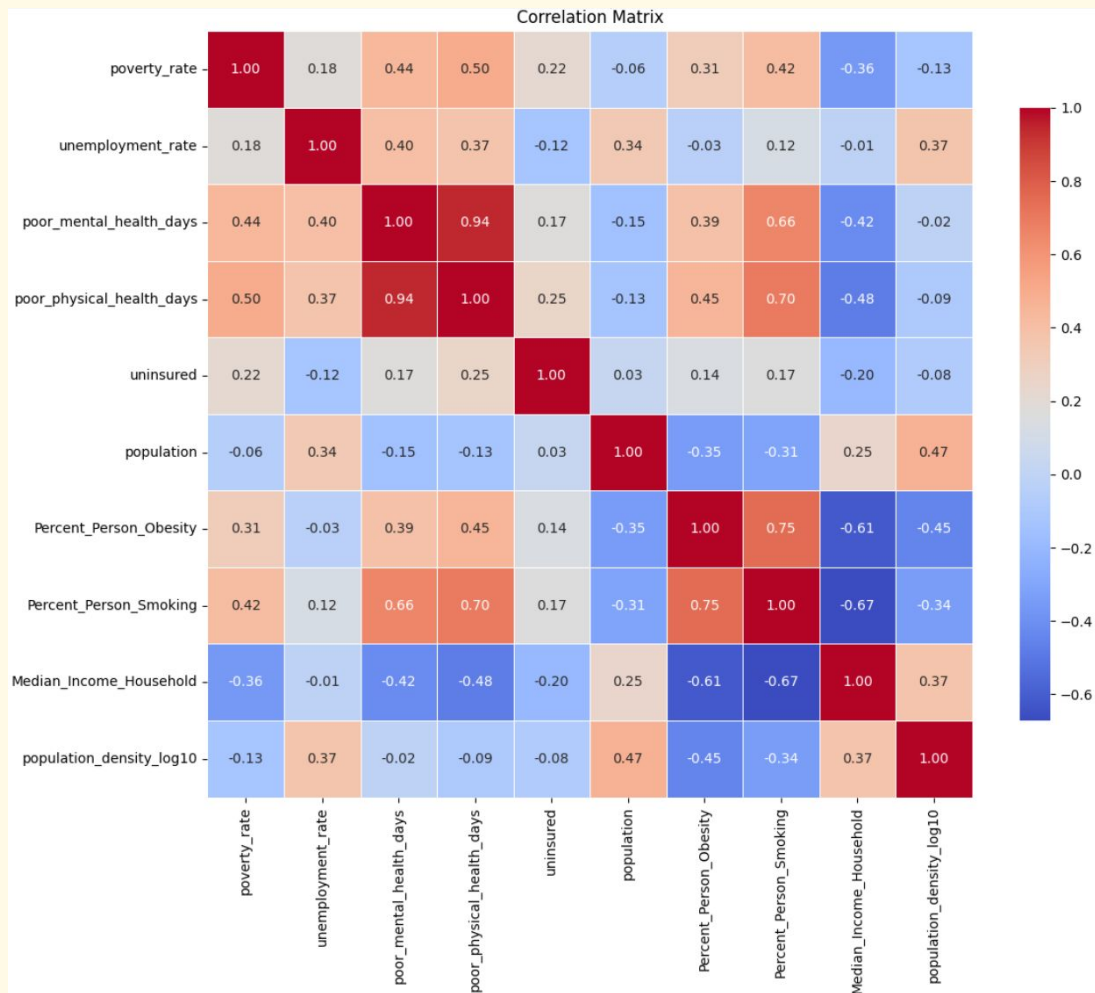 Correlation Matrix
poverty_rate 1.00 0.18 0.44 0.50 0.22 -0.06 0.31 0.42 -0.36 -0.13
unemployment_rate 0.18 1.00 0.40 0.37 -0.12 0.34 -0.03 0.12 -0.01 0.37
poor_mental_health_days 0.44 0.40 1.00 0.94 0.17 -0.15 0.39 0.66 -0.42 -0.02
poor_physical_health_days 0.50 0.37 0.94 1.00 0.25 -0.13 0.45 0.70 -0.48 -0.09
uninsured 0.22 -0.12 0.17 0.25 1.00 0.03 0.14 0.17 -0.20 -0.08
population -0.06 0.34 -0.15 -0.13 0.03 1.00 -0.35 -0.31 0.25 0.47
Percent_Person_Obesity 0.31 -0.03 0.39 0.45 0.14 -0.35 1.00 0.75 -0.61 -0.45
Percent_Person_Smoking 0.42 0.12 0.66 0.70 0.17 -0.31 0.75 1.00 -0.67 -0.34
Median_Income_Household -0.36 -0.01 -0.42 -0.48 -0.20 0.25 -0.61 -0.67 1.00 0.37
population_density_log10 -0.13 0.37 -0.02 -0.09 -0.08 0.47 -0.45 -0.34 0.37 1.00
poverty_rate
unemployment_rate
poor_mental_health_days
poor_physical_health_days
uninsured
population
Percent_Person_Obesity
Percent_Person_Smoking
Median_Income_Household
population_density_log10
1.0
0.8
0.6
0.4
0.2
0.0
−0.2
−0.4
−0.6